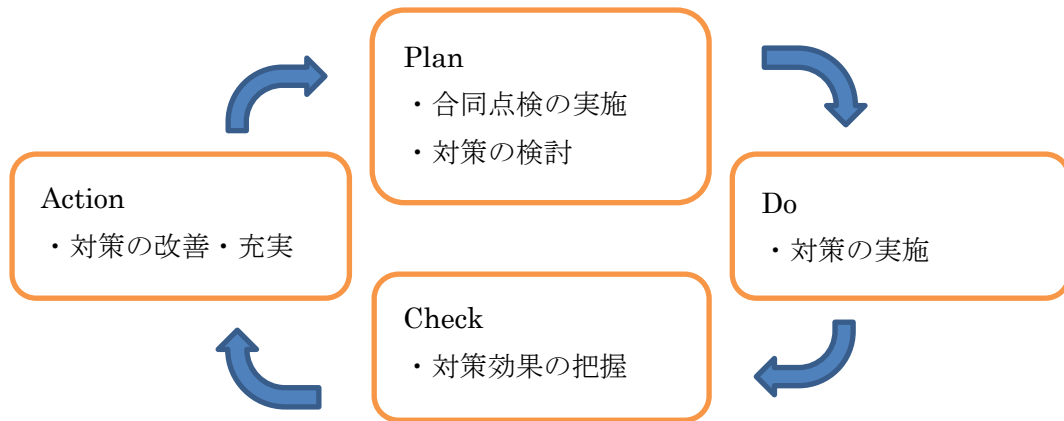 Plan
・合同点検の実施
・対策の検討
Do
・対策の実施
Check
・対策効果の把握
Action
・対策の改善・充実